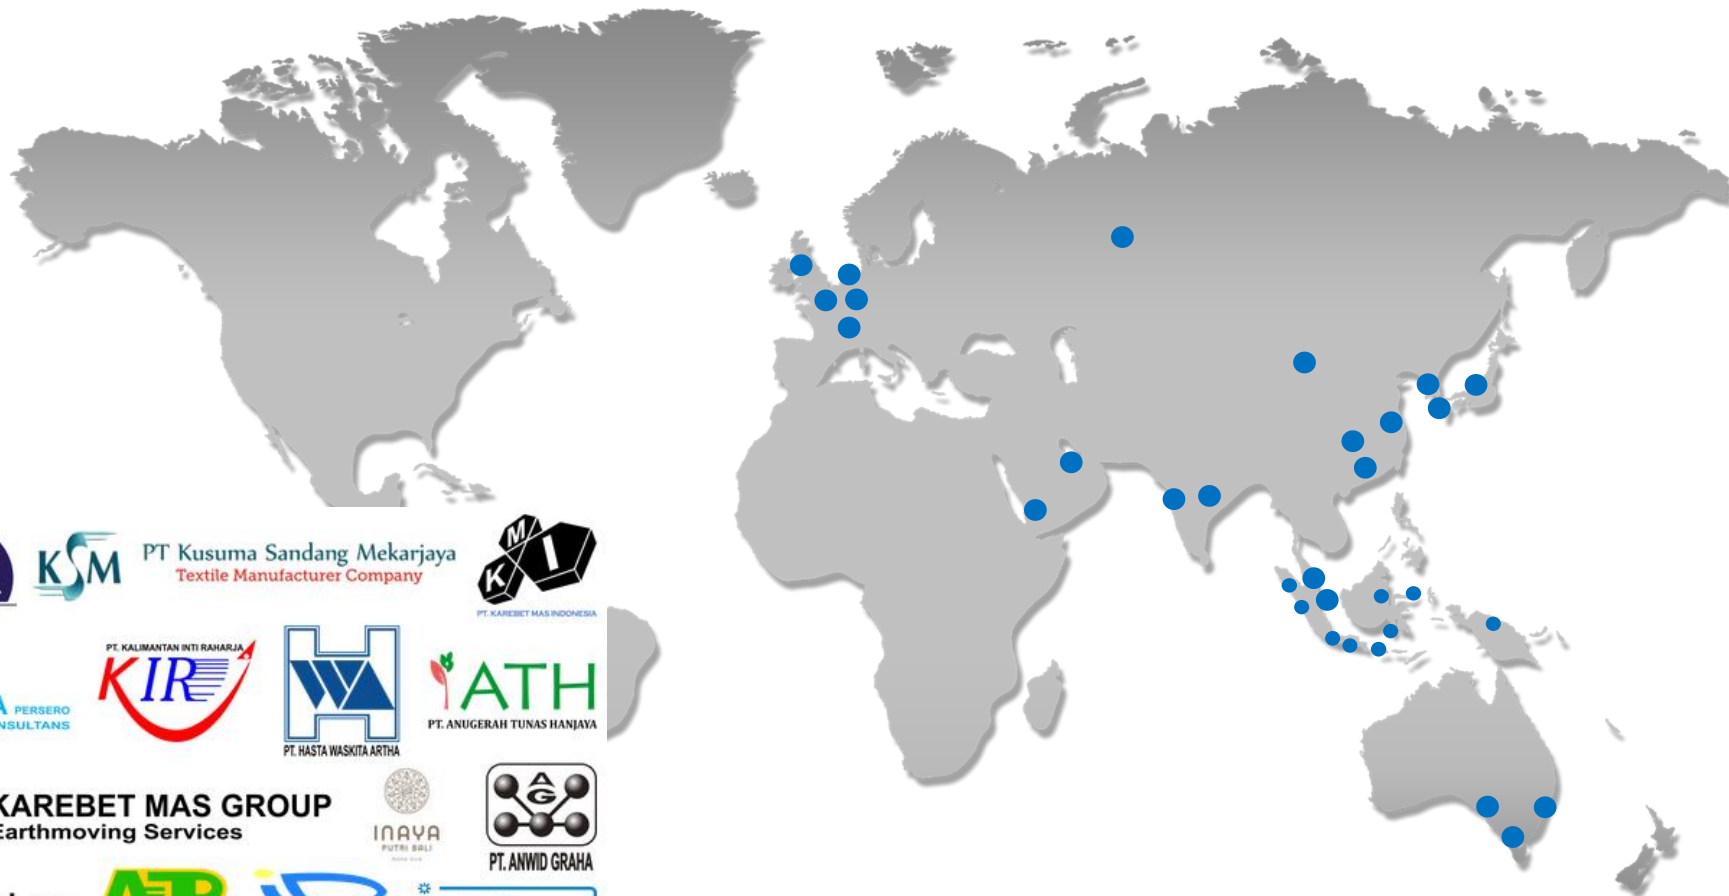 KSM
PT Kusuma Sandang Mekarjaya
Textile Manufacturer Company
KMI
PT. KAREBET MAS INDONESIA
PT. KALIMANTAN INTI RAHARJA
KIR
HWA
PT. HASTA WASKITA ARTHA
ATH
PT. ANUGERAH TUNAS HANJAYA
PERSERO
KAREBET MAS GROUP
Earthmoving Services
INAYA
PUTRI BALI
AG
PT. ANWID GRAHA